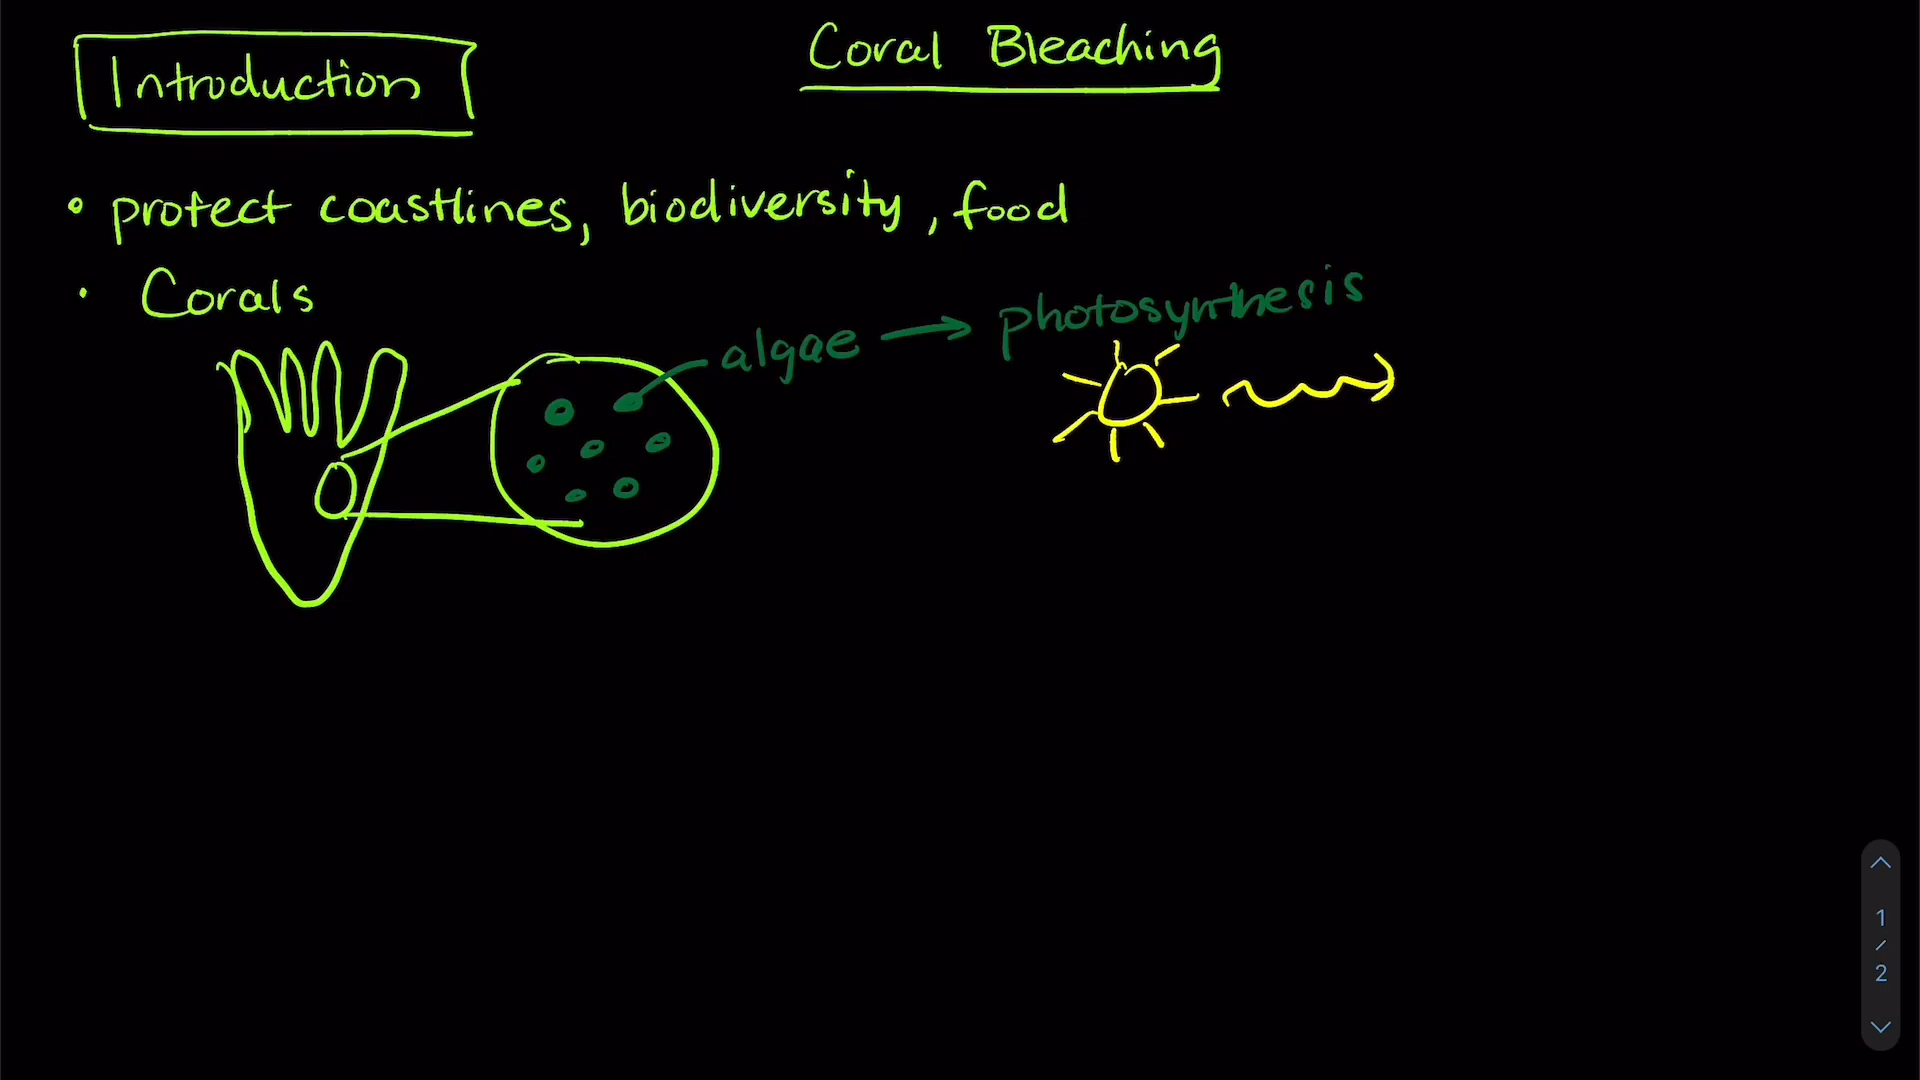 Coral Bleaching
Introduction
• protect coastlines, biodiversity, food
• Corals
algae → photosynthesis
1
/
2